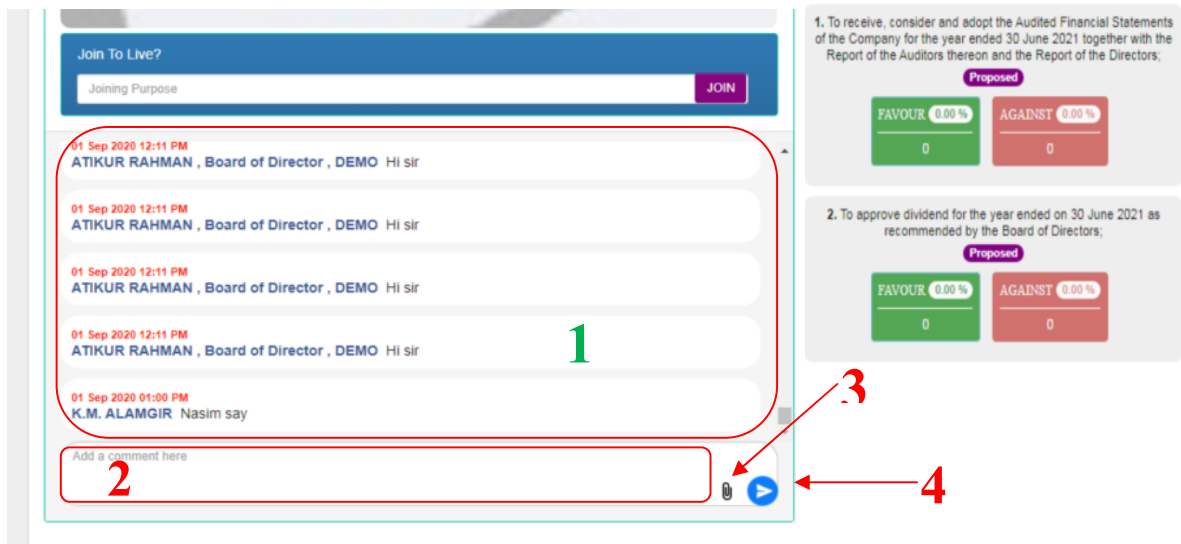 Join To Live?
Joining Purpose JOIN
01 Sep 2020 12:11 PM
ATIKUR RAHMAN , Board of Director , DEMO Hi sir
01 Sep 2020 12:11 PM
ATIKUR RAHMAN , Board of Director , DEMO Hi sir
01 Sep 2020 12:11 PM
ATIKUR RAHMAN , Board of Director , DEMO Hi sir
01 Sep 2020 12:11 PM
ATIKUR RAHMAN , Board of Director , DEMO Hi sir
1
01 Sep 2020 01:00 PM
K.M. ALAMGIR Nasim say
Add a comment here
2
3
4
1. To receive, consider and adopt the Audited Financial Statements
of the Company for the year ended 30 June 2021 together with the
Report of the Auditors thereon and the Report of the Directors;
Proposed
FAVOUR 0.00 % AGAINST 0.00 %
0 0
2. To approve dividend for the year ended on 30 June 2021 as
recommended by the Board of Directors;
Proposed
FAVOUR 0.00 % AGAINST 0.00 %
0 0